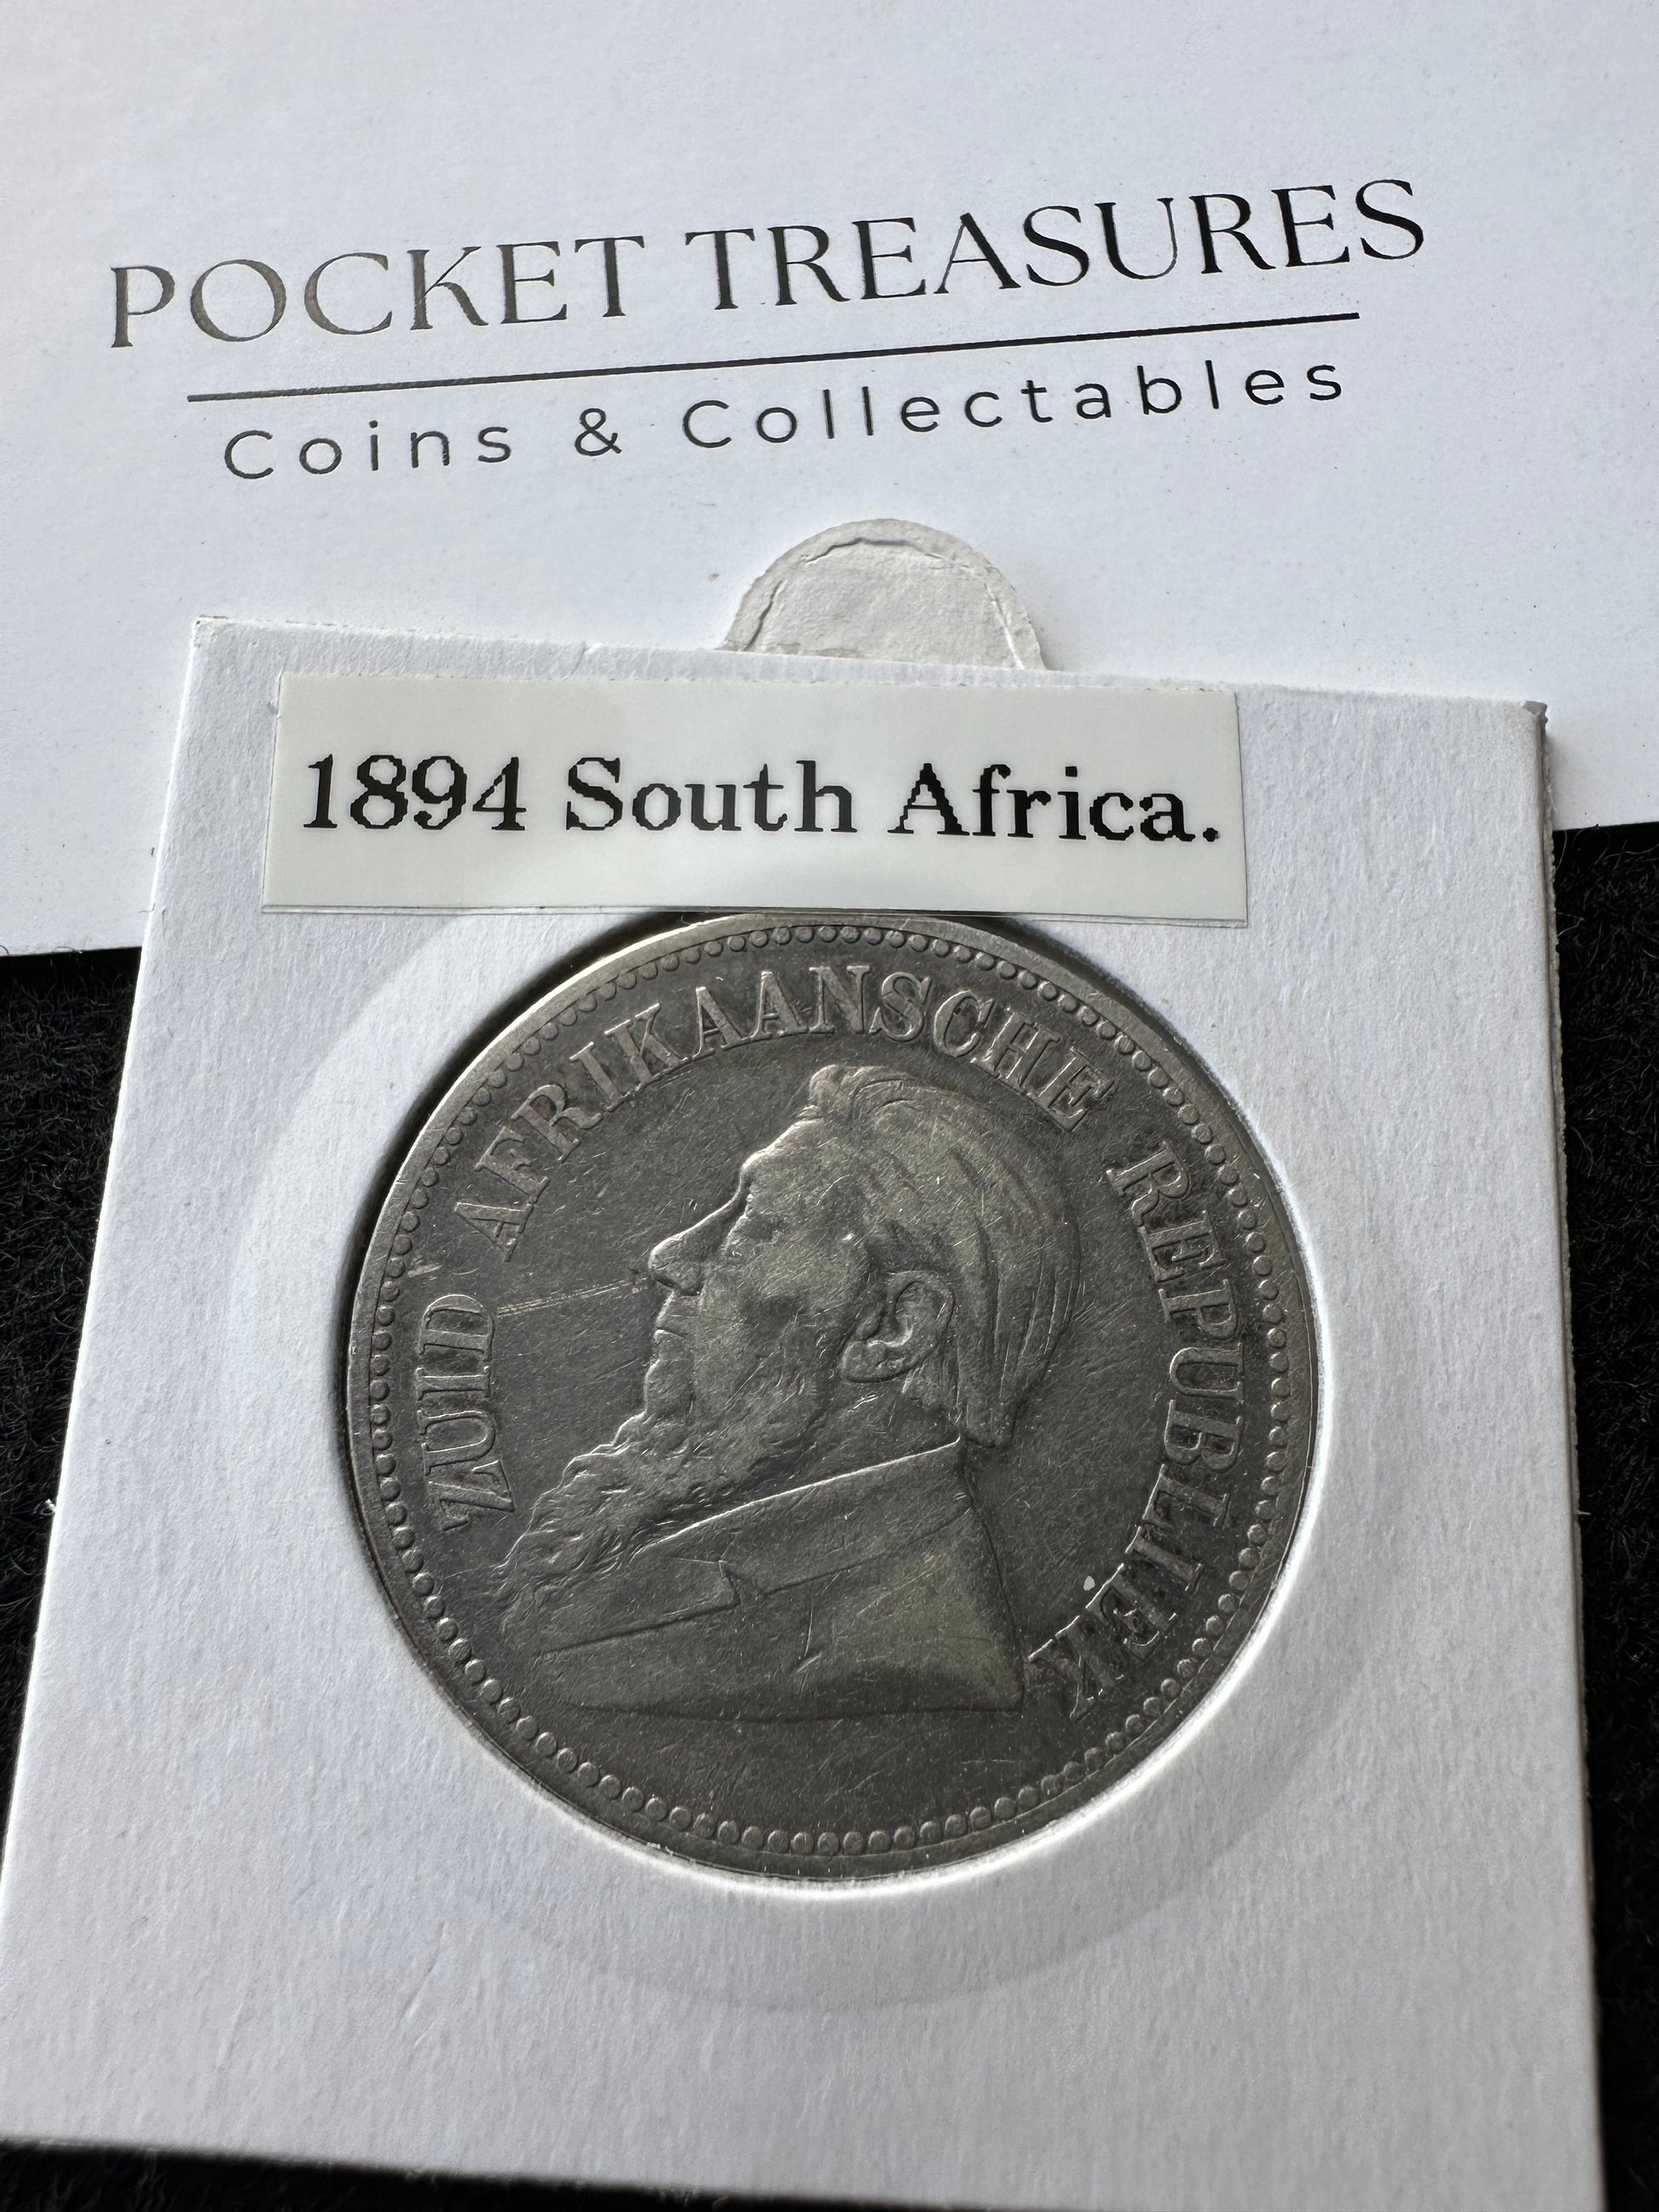 POCKET TREASURES
Coins & Collectables
1894 South Africa.
ZUID AFRIKAANSCHE REPUBLIEK